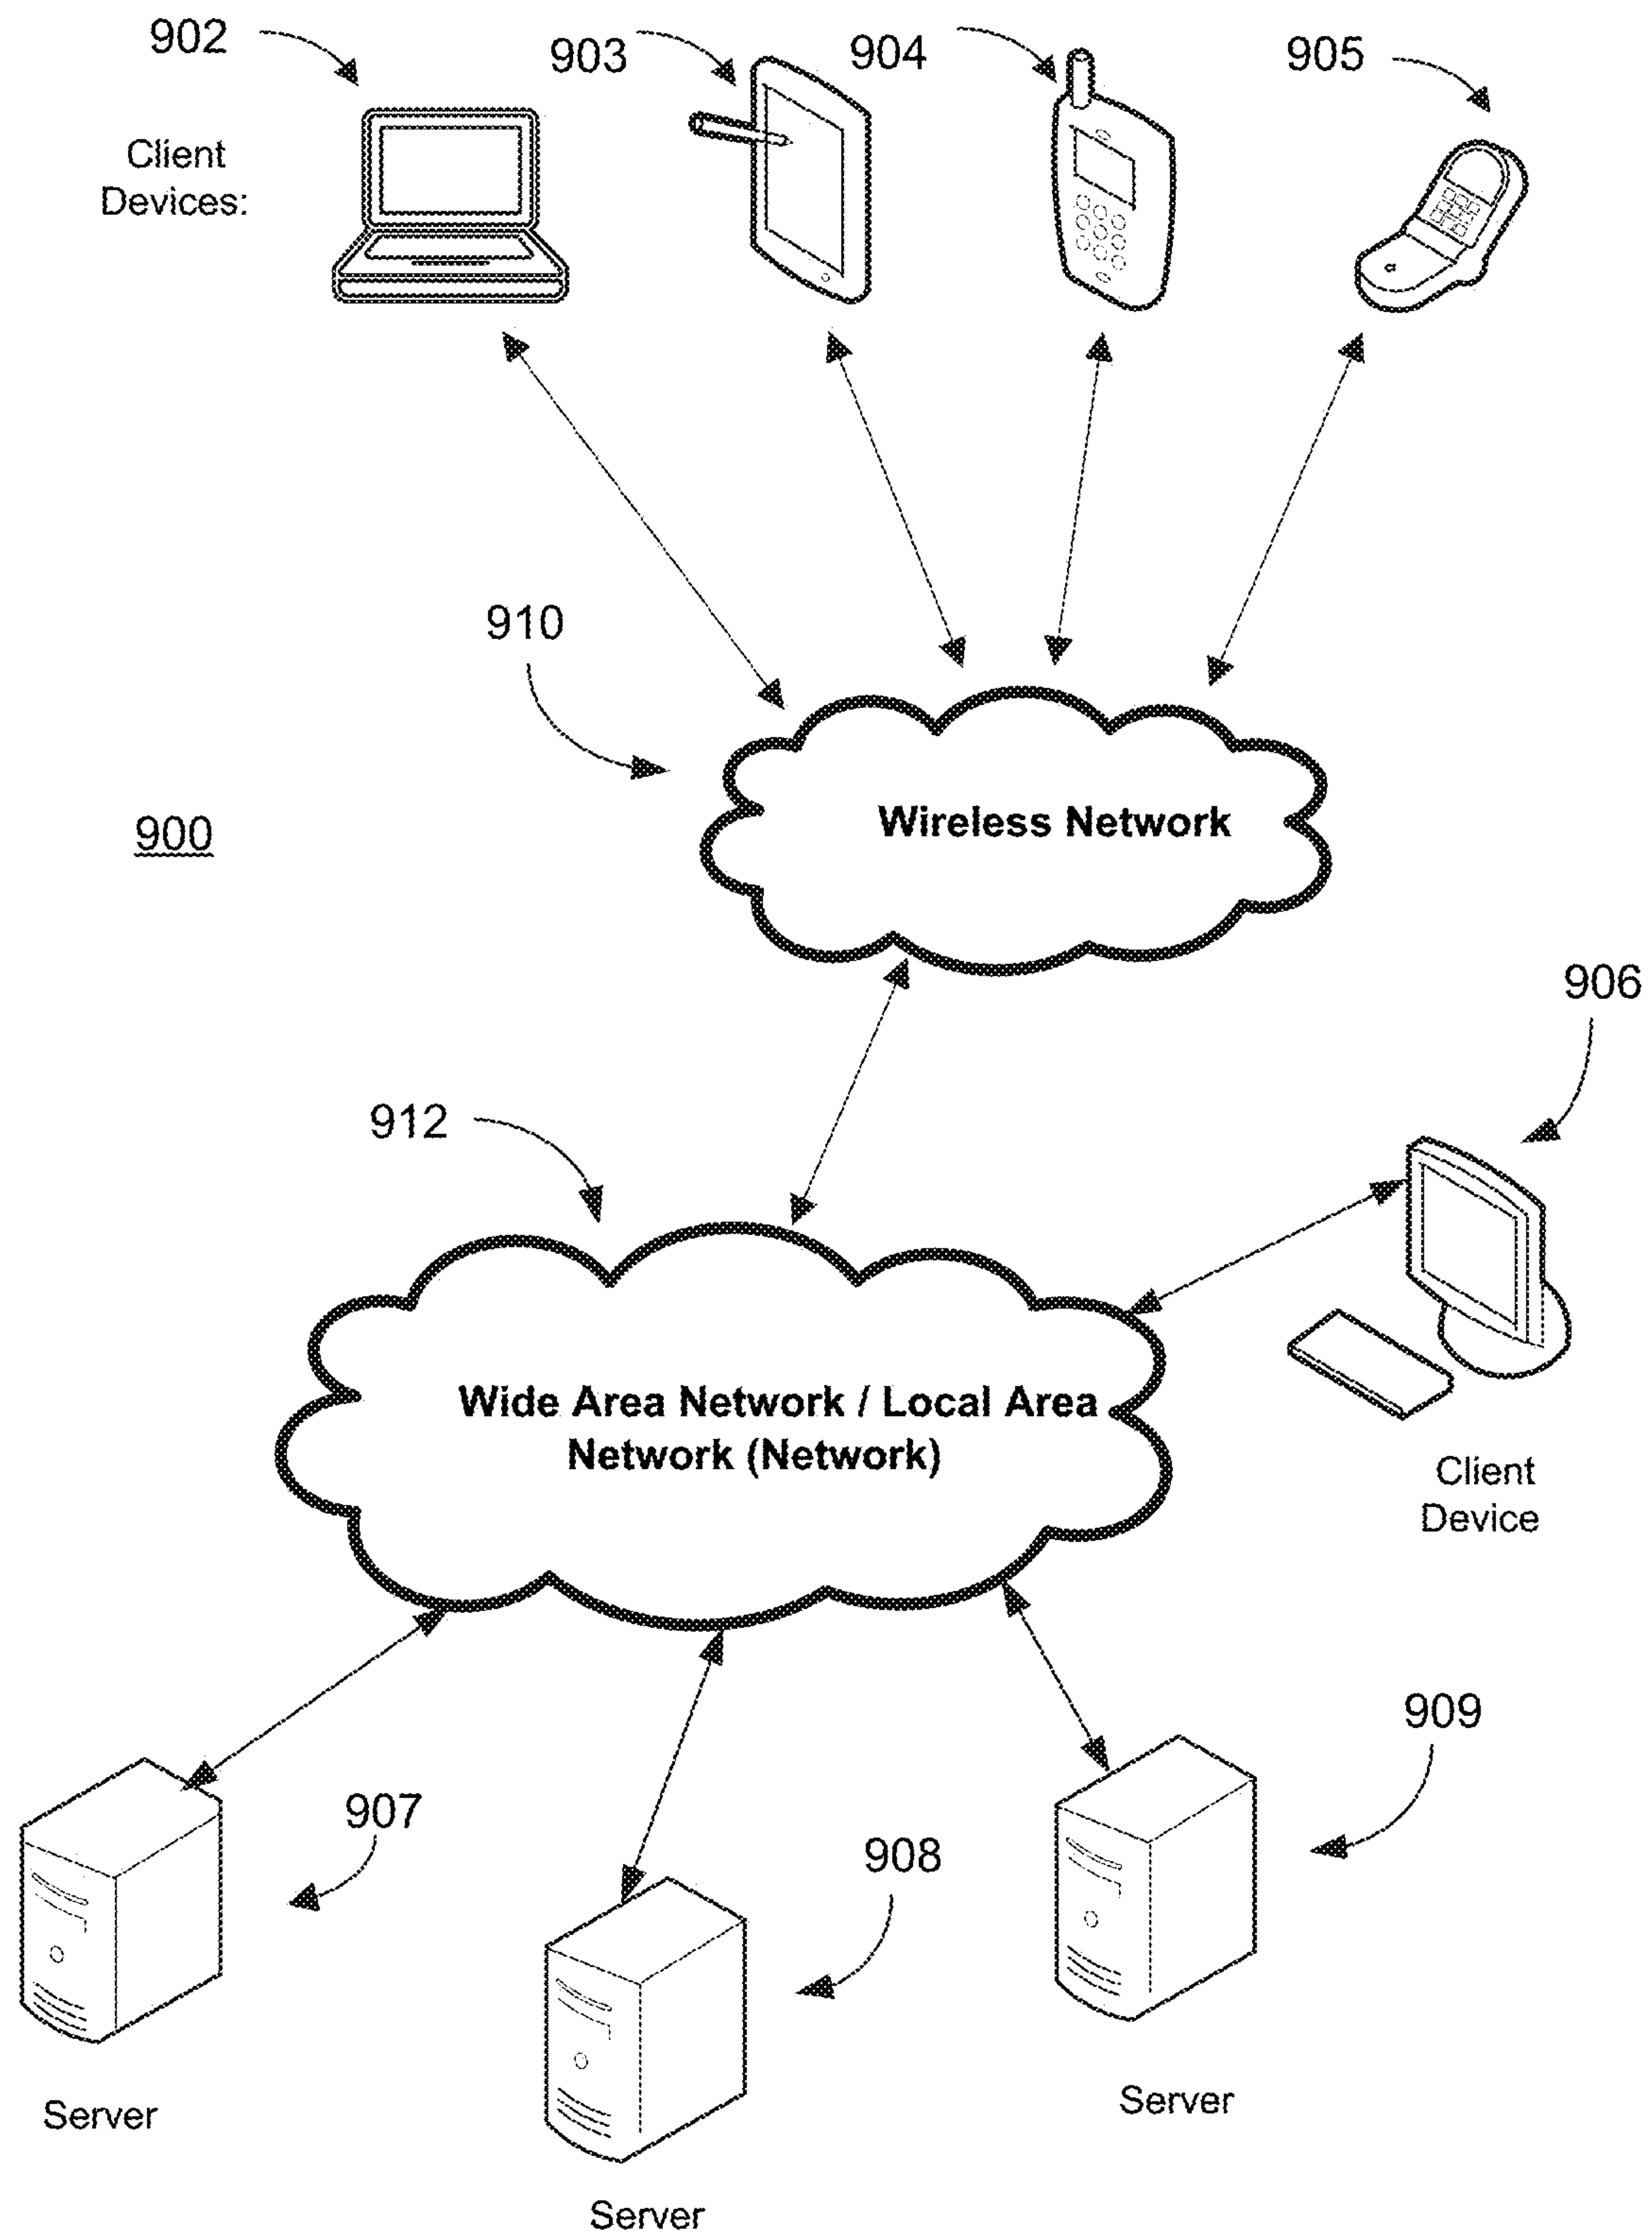 902
903
904
905
Client
Devices:
910
Wireless Network
900
906
912
Wide Area Network / Local Area
Network (Network)
Client
Device
909
907
908
Server
Server
Server